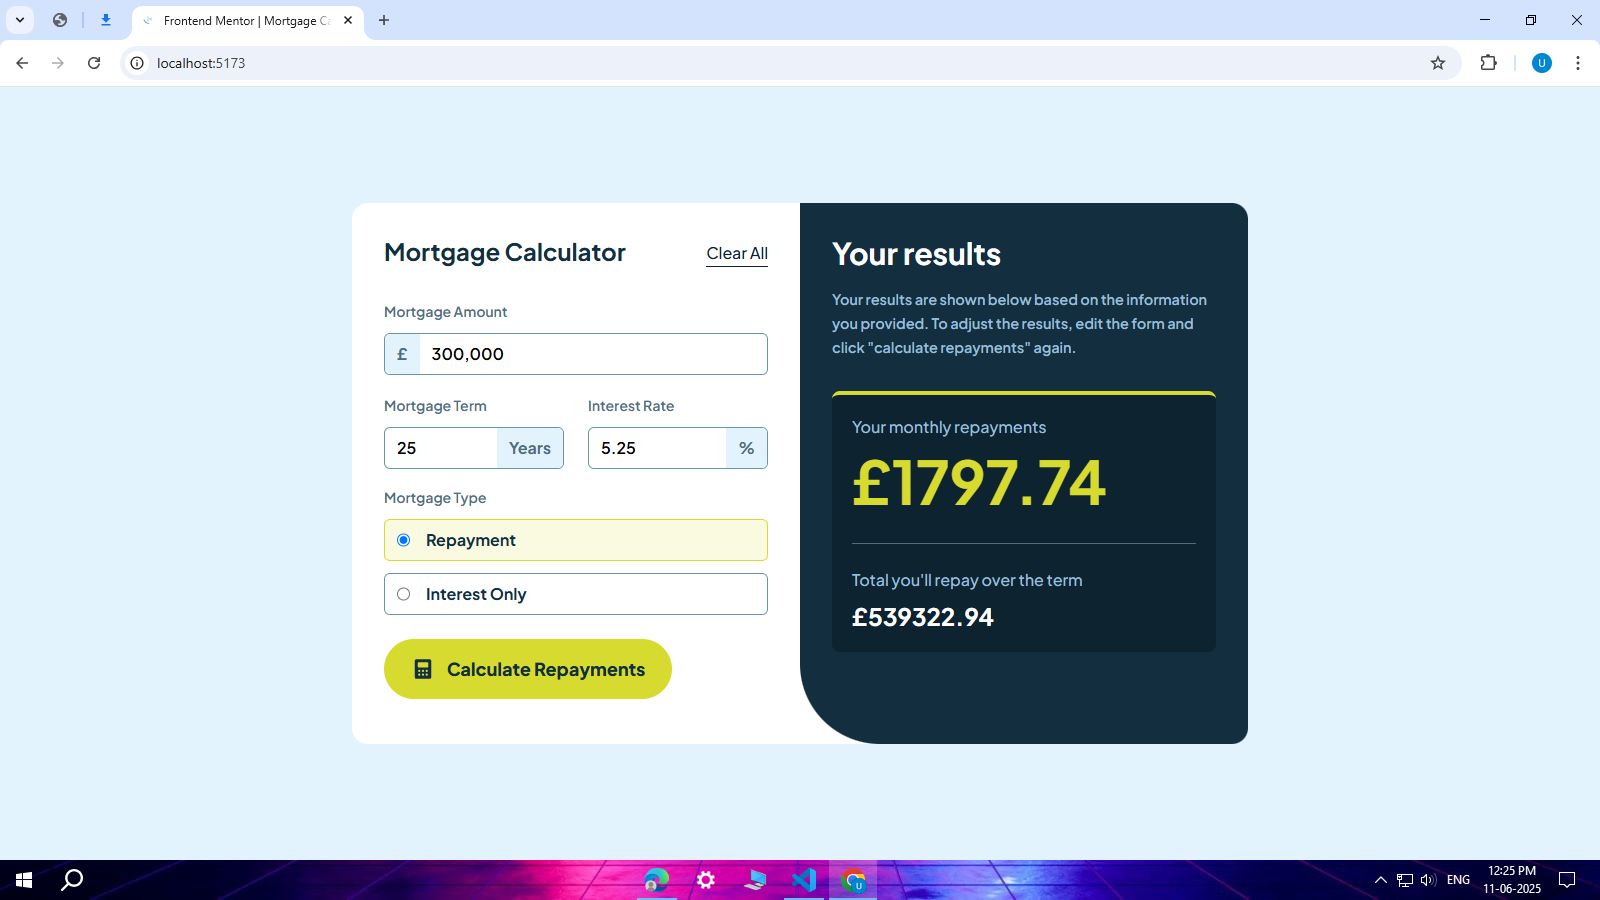 Frontend Mentor | Mortgage Ca
localhost:5173
U
Mortgage Calculator
Clear All
Mortgage Amount
£ 300,000
Mortgage Term
Interest Rate
25 Years
5.25 %
Mortgage Type
Repayment
Interest Only
Calculate Repayments
Your results
Your results are shown below based on the information
you provided. To adjust the results, edit the form and
click "calculate repayments" again.
Your monthly repayments
£1797.74
Total you'll repay over the term
£539322.94
U
ENG
12:25 PM
11-06-2025